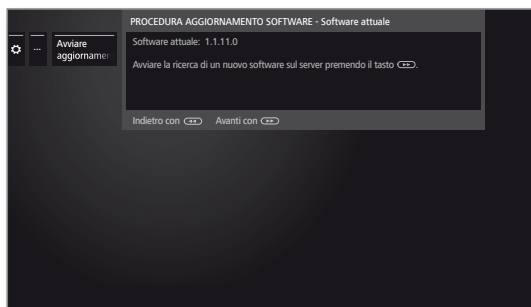 PROCEDURA AGGIORNAMENTO SOFTWARE - Software attuale
... Avviare
aggiornamer
Software attuale: 1.1.11.0
Avviare la ricerca di un nuovo software sul server premendo il tasto.
Indietro con Avanti con